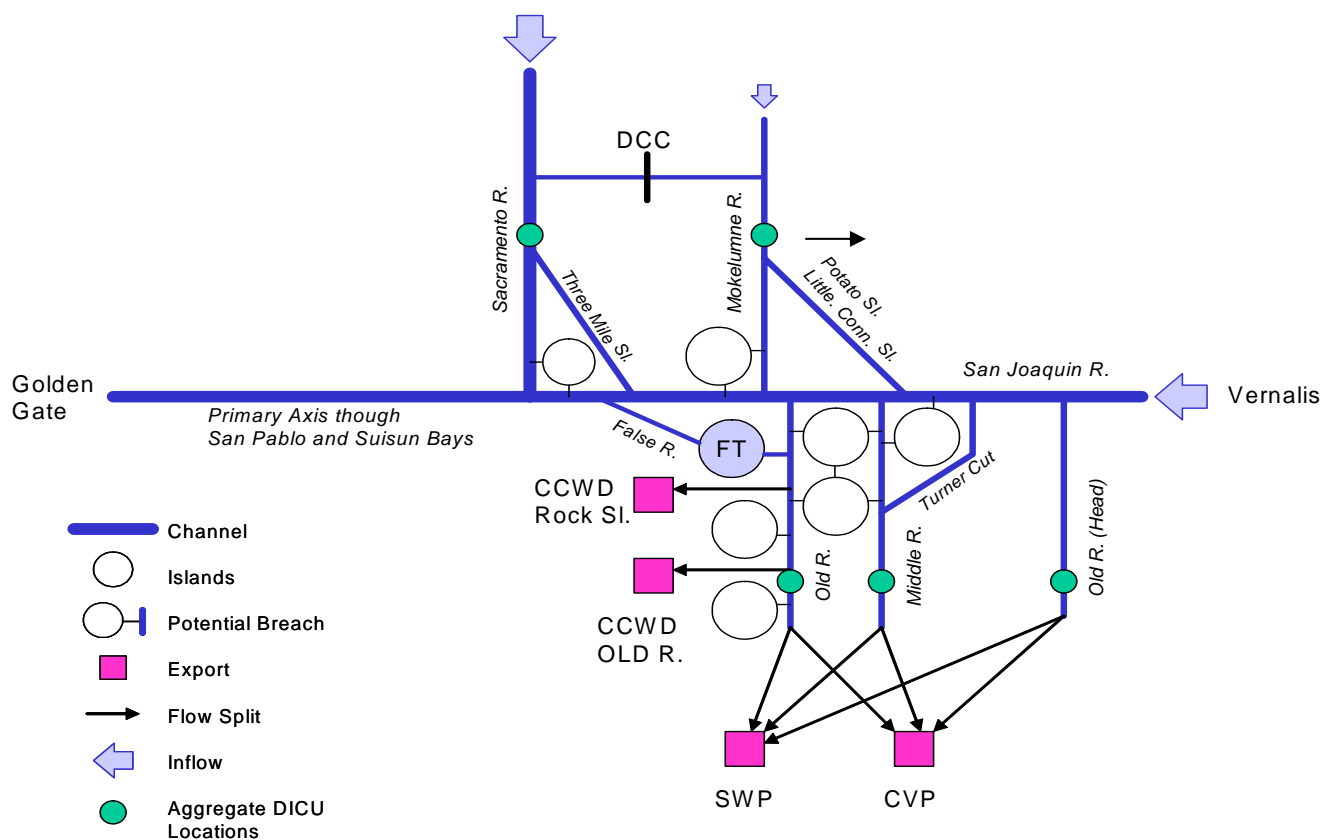 DCC
Sacramento R.
Mokelumne R.
Three Mile Sl.
Potato Sl.
Little. Conn. Sl.
San Joaquin R.
Golden
Gate
Vernalis
Primary Axis though
San Pablo and Suisun Bays
False R.
FT
Turner Cut
CCWD
Rock Sl.
Old R.
Middle R.
Old R. (Head)
CCWD
OLD R.
Channel
Islands
Potential Breach
Export
Flow Split
Inflow
Aggregate DICU
Locations
SWP
CVP